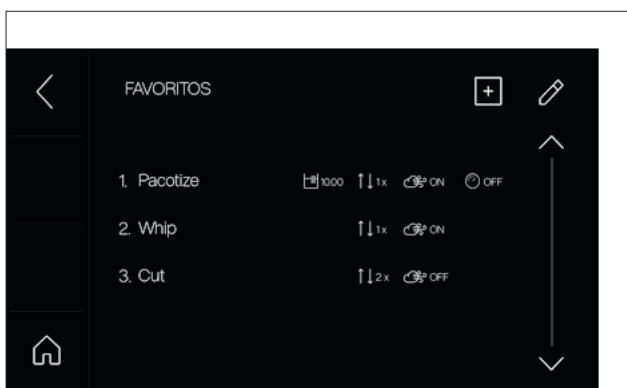 FAVORITOS
1. Pacotize 1000 1x ON OFF
2. Whip 1x ON
3. Cut 2x OFF